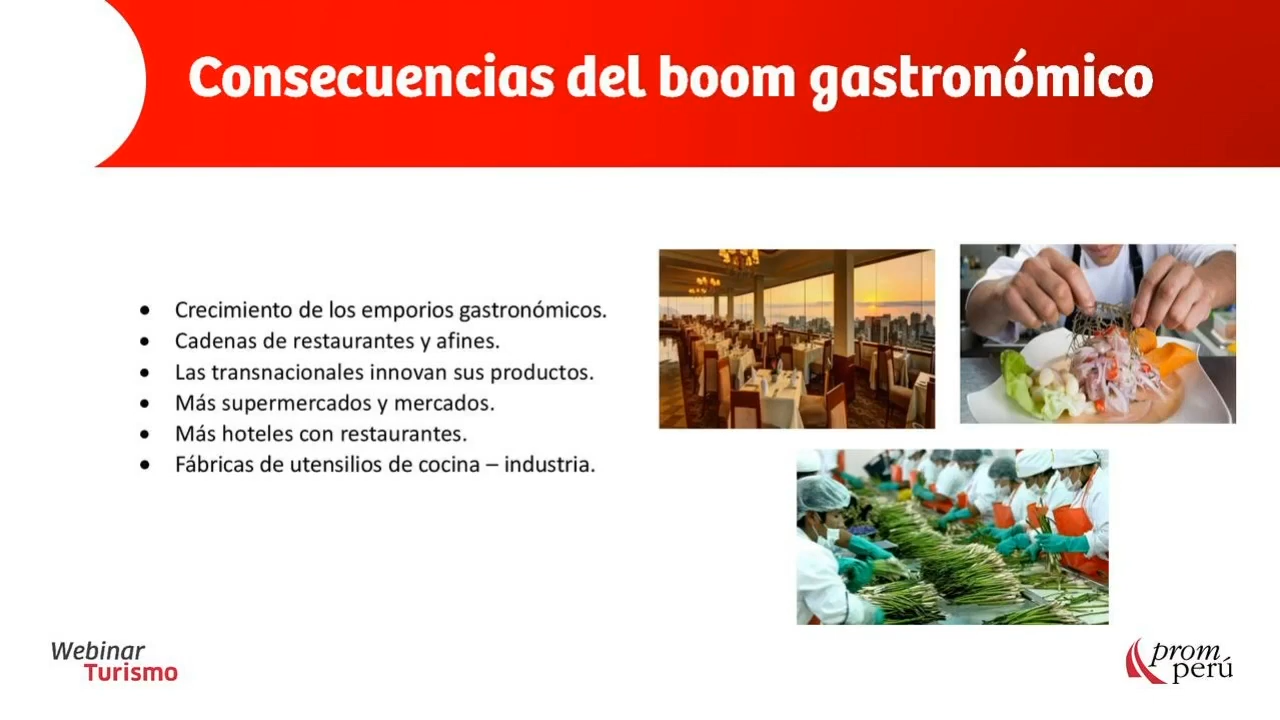 Consecuencias del boom gastronómico
• Crecimiento de los emporios gastronómicos.
• Cadenas de restaurantes y afines.
• Las transnacionales innovan sus productos.
• Más supermercados y mercados.
• Más hoteles con restaurantes.
• Fábricas de utensilios de cocina – industria.
Webinar
Turismo
prom
perú